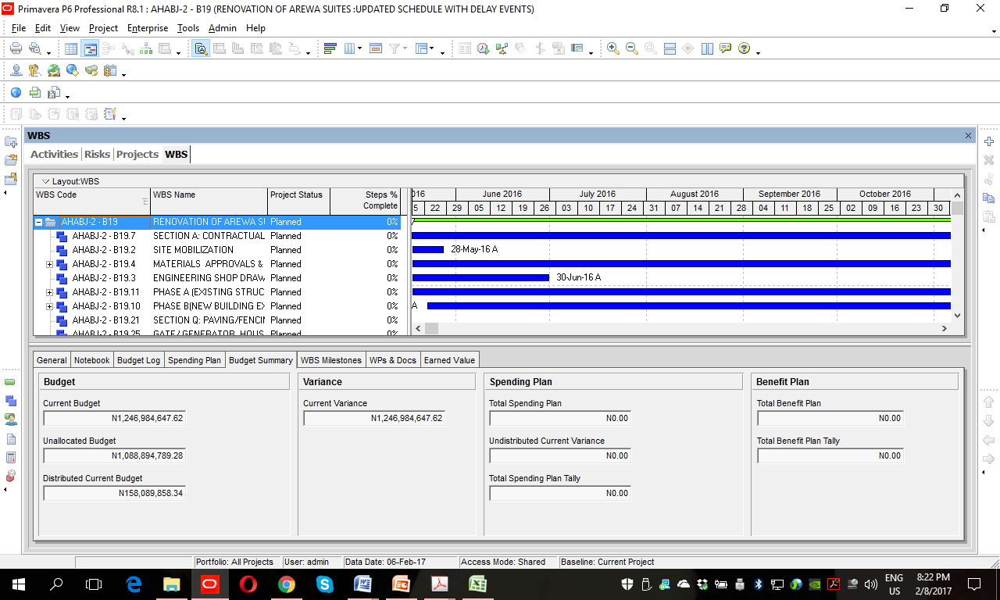 Primavera P6 Professional R8.1 : AHABJ-2 - B19 (RENOVATION OF AREWA SUITES :UPDATED SCHEDULE WITH DELAY EVENTS)
File Edit View Project Enterprise Tools Admin Help
WBS
Activities Risks Projects WBS
Layout:WBS
WBS Code WBS Name Project Status Steps % Complete
016 June 2016 July 2016 August 2016 September 2016 October 2016
5 22 29 05 12 19 26 03 10 17 24 31 07 14 21 28 04 11 18 25 02 09 16 23 30
AHABJ-2 - B19 RENOVATION OF AREWA SU Planned 0%
AHABJ-2 - B19.7 SECTION A: CONTRACTUAL Planned 0%
AHABJ-2 - B19.2 SITE MOBILIZATION Planned 0% 28-May-16 A
AHABJ-2 - B19.4 MATERIALS APPROVALS & Planned 0%
AHABJ-2 - B19.3 ENGINEERING SHOP DRAW Planned 0% 30-Jun-16 A
AHABJ-2 - B19.11 PHASE A (EXISTING STRUC Planned 0%
AHABJ-2 - B19.10 PHASE B(NEW BUILDING EX Planned 0% A
AHABJ-2 - B19.21 SECTION Q: PAVING/FENCIN Planned 0%
AHABJ-2 - B19.25 GATE/ GENERATOR HOUS Planned 0%
General Notebook Budget Log Spending Plan Budget Summary WBS Milestones WPs & Docs Earned Value
Budget Variance Spending Plan Benefit Plan
Current Budget Current Variance Total Spending Plan Total Benefit Plan
N1,246,984,647.62 N1,246,984,647.62 N0.00 N0.00
Unallocated Budget Undistributed Current Variance Total Benefit Plan Tally
N1,088,894,789.28 N0.00 N0.00
Distributed Current Budget Total Spending Plan Tally
N158,089,858.34 N0.00
Portfolio: All Projects User: admin Data Date: 06-Feb-17 Access Mode: Shared Baseline: Current Project
ENG 8:22 PM
US 2/8/2017